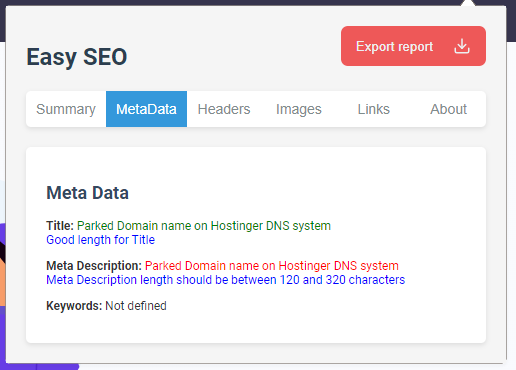 Easy SEO
Export report
Summary MetaData Headers Images Links About
Meta Data
Title: Parked Domain name on Hostinger DNS system
Good length for Title
Meta Description: Parked Domain name on Hostinger DNS system
Meta Description length should be between 120 and 320 characters
Keywords: Not defined